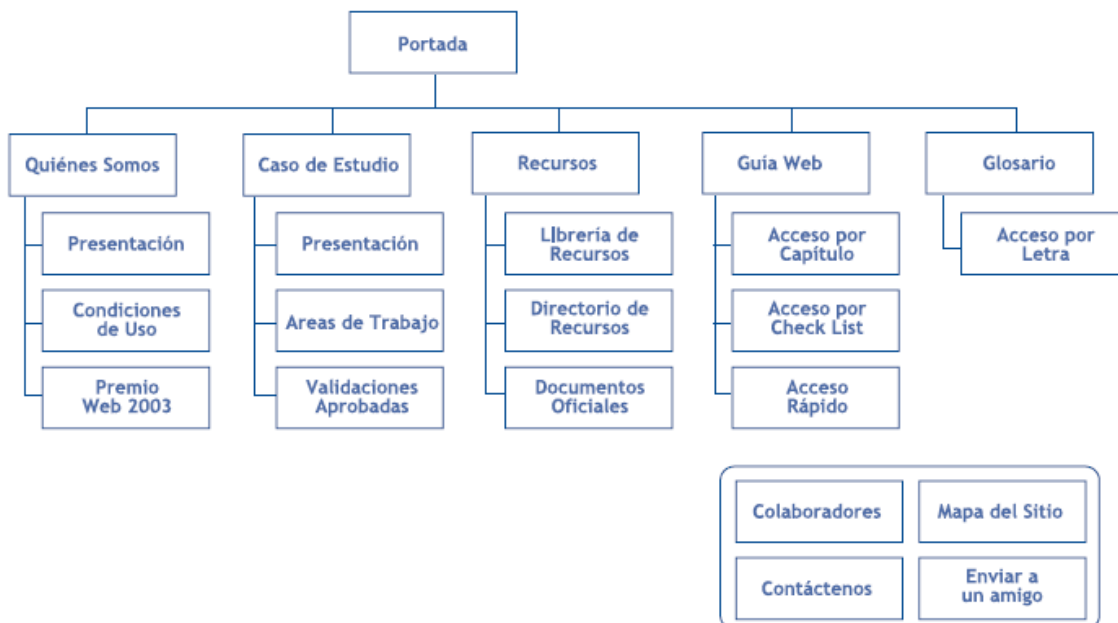 Portada
Quiénes Somos
Caso de Estudio
Recursos
Guía Web
Glosario
Presentación
Presentación
Librería de
Recursos
Acceso por
Capítulo
Acceso por
Letra
Condiciones
de Uso
Areas de Trabajo
Directorio de
Recursos
Acceso por
Check List
Premio
Web 2003
Validaciones
Aprobadas
Documentos
Oficiales
Acceso
Rápido
Colaboradores
Mapa del Sitio
Contáctenos
Enviar a
un amigo